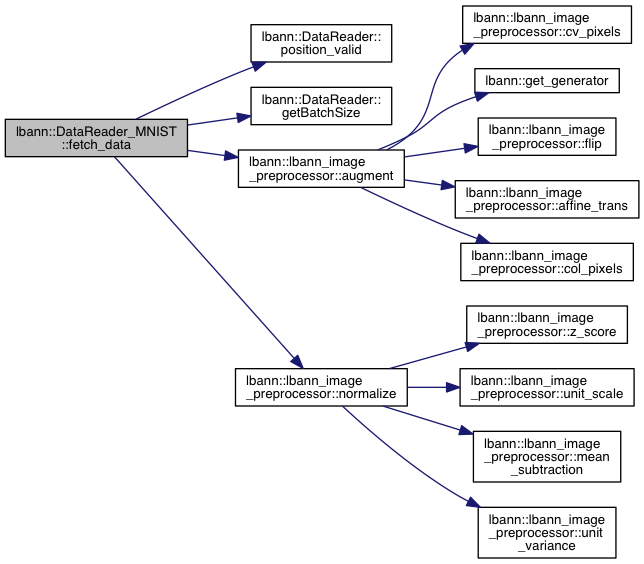 lbann::DataReader_MNIST
::fetch_data
lbann::DataReader::
position_valid
lbann::DataReader::
getBatchSize
lbann::lbann_image
_preprocessor::augment
lbann::lbann_image
_preprocessor::cv_pixels
lbann::get_generator
lbann::lbann_image
_preprocessor::flip
lbann::lbann_image
_preprocessor::affine_trans
lbann::lbann_image
_preprocessor::col_pixels
lbann::lbann_image
_preprocessor::normalize
lbann::lbann_image
_preprocessor::z_score
lbann::lbann_image
_preprocessor::unit_scale
lbann::lbann_image
_preprocessor::mean
_subtraction
lbann::lbann_image
_preprocessor::unit
_variance